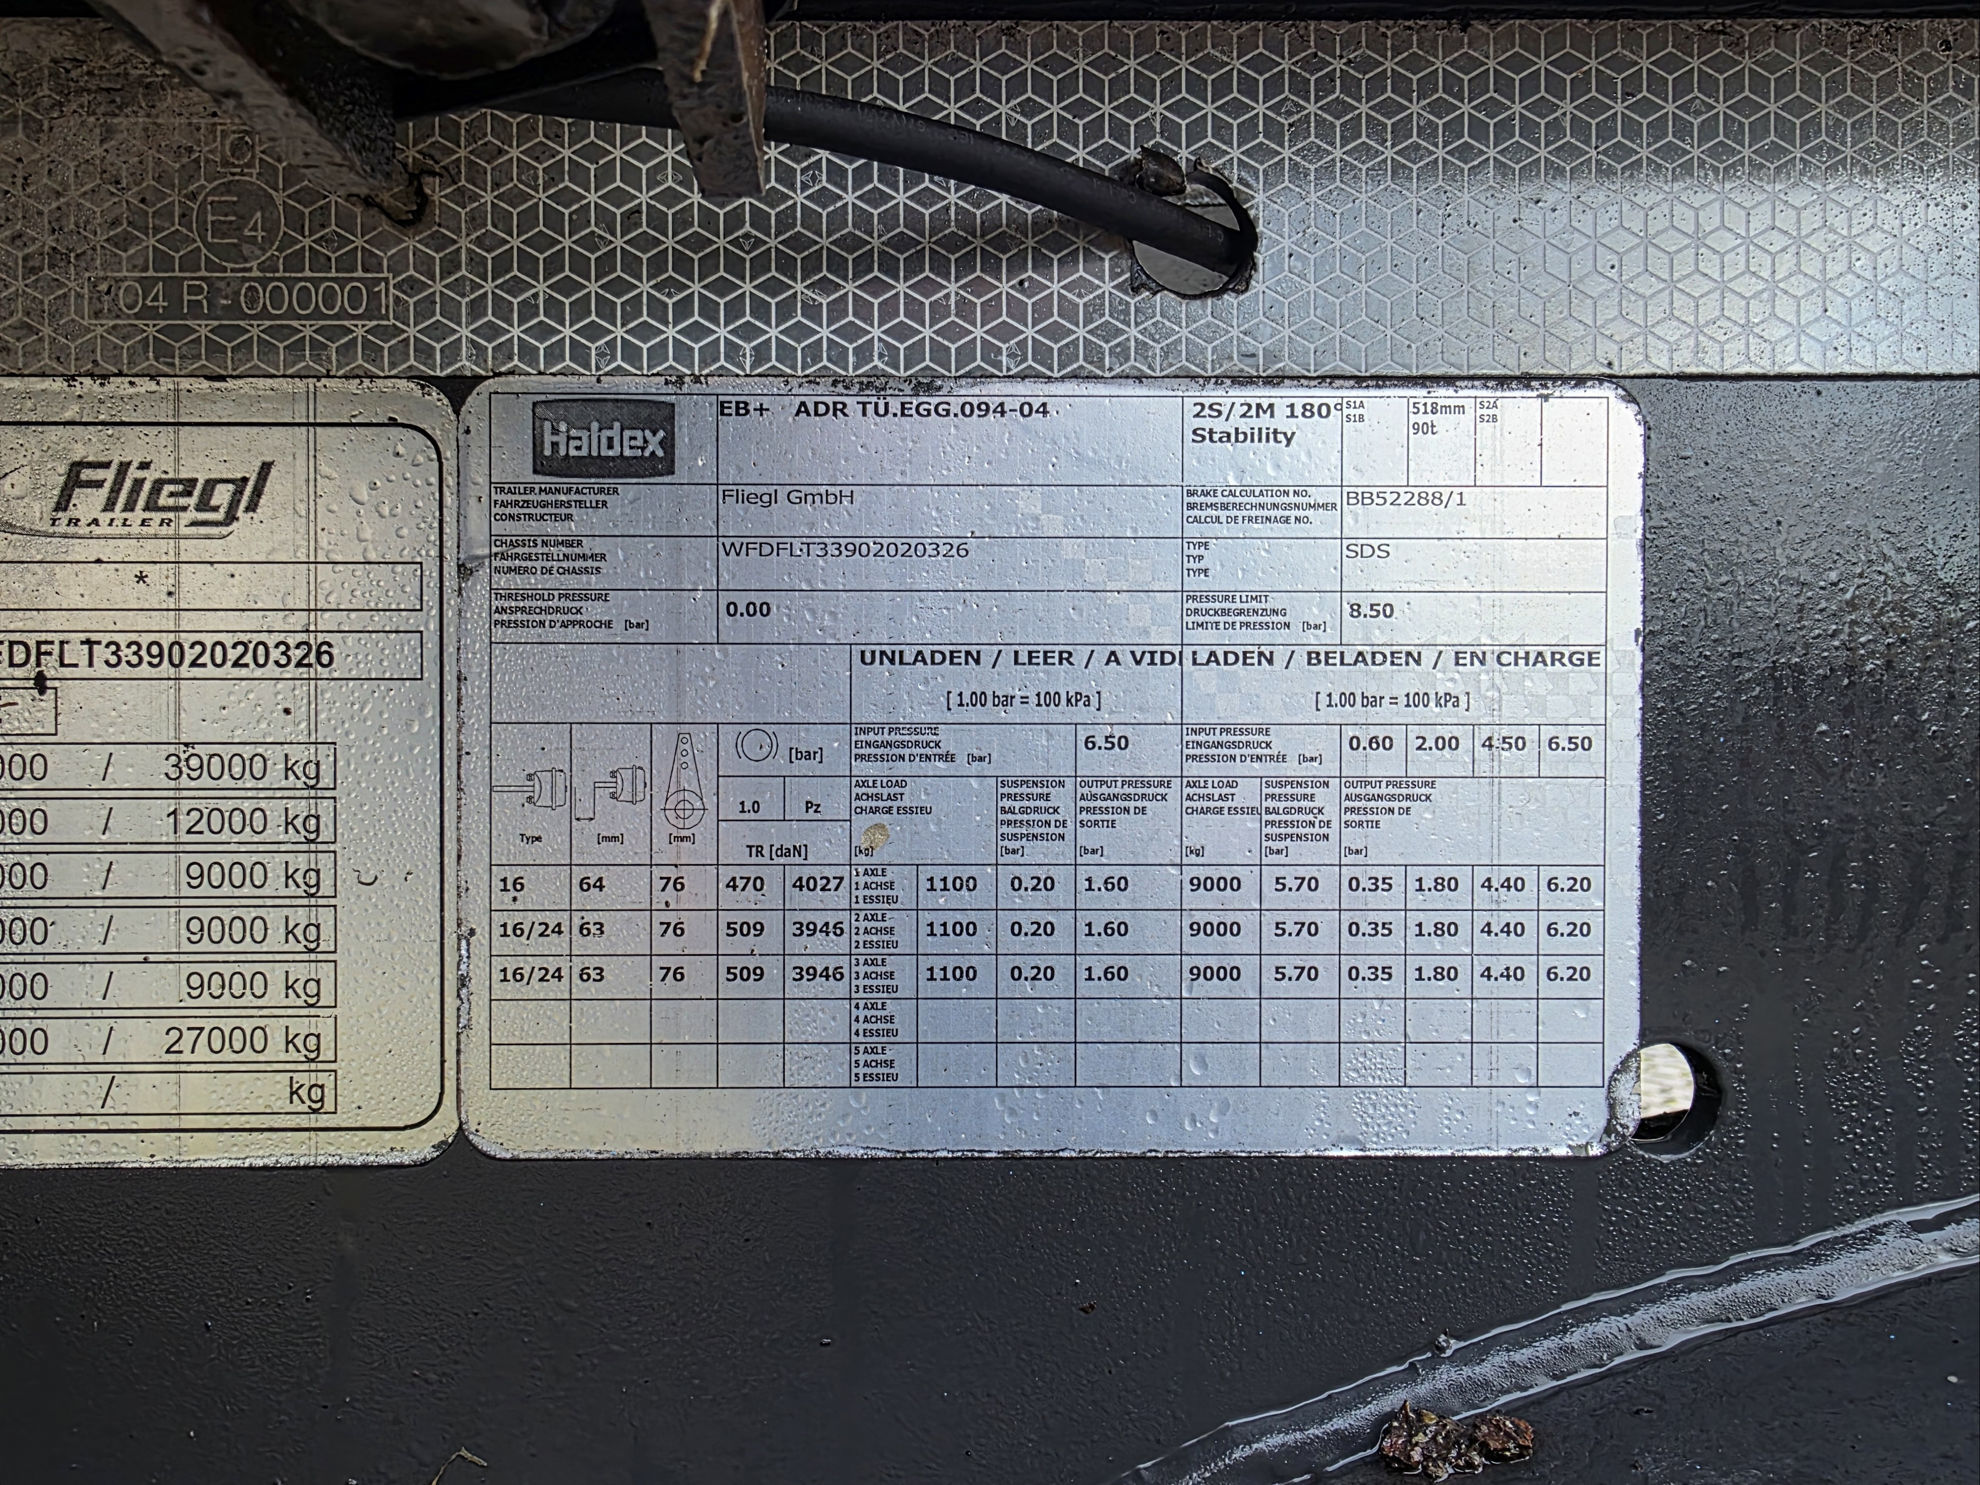 E4
04 R-000001
Fliegl
TRAILER
*
FDFLT33902020326
000 / 39000 kg
000 / 12000 kg
000 / 9000 kg
000 / 9000 kg
000 / 9000 kg
000 / 27000 kg
/ kg
Haldex
EB+ ADR TÜ.EGG.094-04
2S/2M 180°
Stability
S1A
S1B
518mm
90t
S2A
S2B
TRAILER MANUFACTURER
FAHRZEUGHERSTELLER
CONSTRUCTEUR
Fliegl GmbH
BRAKE CALCULATION NO.
BREMSBERECHNUNGSNUMMER
CALCUL DE FREINAGE NO.
BB52288/1
CHASSIS NUMBER
FAHRGESTELLNUMMER
NUMERO DE CHASSIS
WFDFLT33902020326
TYPE
TYP
TYPE
SDS
THRESHOLD PRESSURE
ANSPRECHDRUCK
PRESSION D'APPROCHE [bar]
0.00
PRESSURE LIMIT
DRUCKBEGRENZUNG
LIMITE DE PRESSION [bar]
8.50
UNLADEN / LEER / A VIDI
[ 1.00 bar = 100 kPa ]
LADEN / BELADEN / EN CHARGE
[ 1.00 bar = 100 kPa ]
Type
[mm]
[mm]
[bar]
1.0 Pz
TR [daN]
INPUT PRESSURE
EINGANGSDRUCK
PRESSION D'ENTRÉE [bar]
6.50
INPUT PRESSURE
EINGANGSDRUCK
PRESSION D'ENTRÉE [bar]
0.60 2.00 4.50 6.50
AXLE LOAD
ACHSLAST
CHARGE ESSIEU
[kg]
SUSPENSION
PRESSURE
BALGDRUCK
PRESSION DE
SUSPENSION
[bar]
OUTPUT PRESSURE
AUSGANGSDRUCK
PRESSION DE
SORTIE
[bar]
AXLE LOAD
ACHSLAST
CHARGE ESSIEU
[kg]
SUSPENSION
PRESSURE
BALGDRUCK
PRESSION DE
SUSPENSION
[bar]
OUTPUT PRESSURE
AUSGANGSDRUCK
PRESSION DE
SORTIE
[bar]
16 64 76 470 4027
1 AXLE
1 ACHSE
1 ESSIEU
1100 0.20 1.60 9000 5.70 0.35 1.80 4.40 6.20
16/24 63 76 509 3946
2 AXLE
2 ACHSE
2 ESSIEU
1100 0.20 1.60 9000 5.70 0.35 1.80 4.40 6.20
16/24 63 76 509 3946
3 AXLE
3 ACHSE
3 ESSIEU
1100 0.20 1.60 9000 5.70 0.35 1.80 4.40 6.20
4 AXLE
4 ACHSE
4 ESSIEU
5 AXLE
5 ACHSE
5 ESSIEU